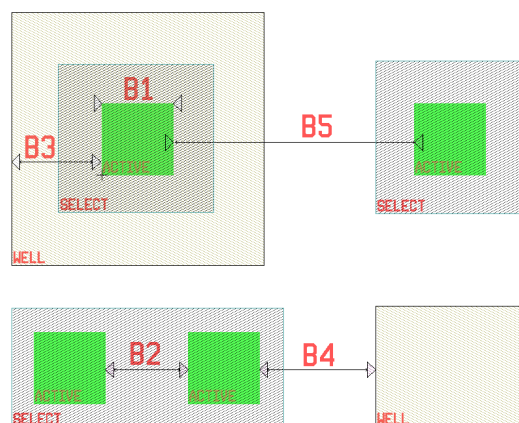 B1
B3
B5
ACTIVE
ACTIVE
SELECT
SELECT
WELL
B2
B4
ACTIVE
ACTIVE
SELECT
WELL